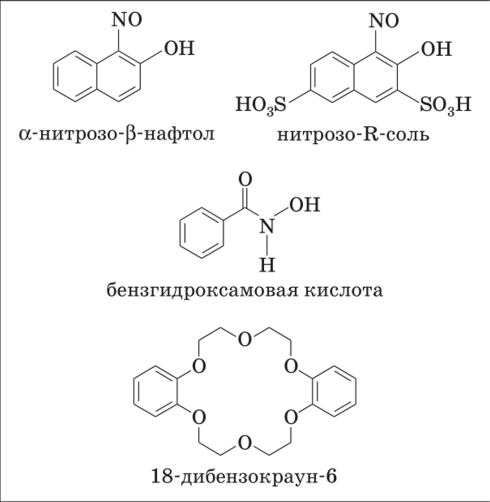 NO NO
OH OH
HO₃S SO₃H
α-нитрозо-β-нафтол нитрозо-R-соль
O
OH
N
H
бензгидроксамовая кислота
O
O O
O O
O
18-дибензокраун-6